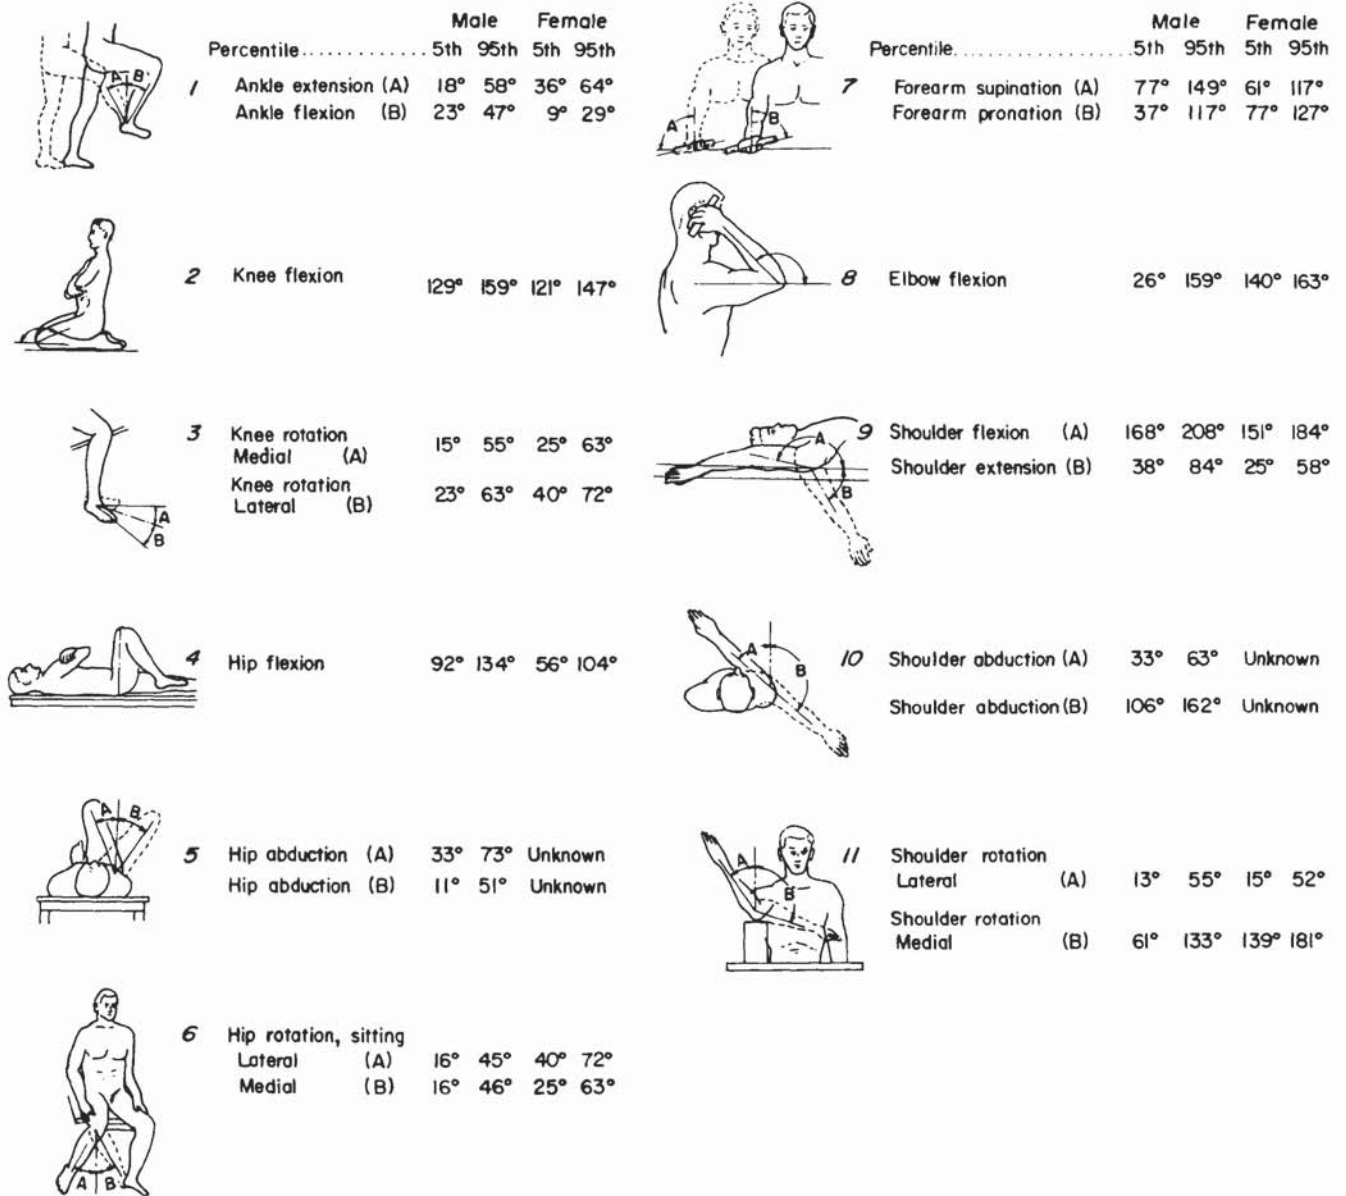 Male Female
Percentile.............5th 95th 5th 95th
A B
1 Ankle extension (A) 18° 58° 36° 64°
Ankle flexion (B) 23° 47° 9° 29°
2 Knee flexion 129° 159° 121° 147°
3 Knee rotation
Medial (A) 15° 55° 25° 63°
Knee rotation
Lateral (B) 23° 63° 40° 72°
A
B
4 Hip flexion 92° 134° 56° 104°
A B
5 Hip abduction (A) 33° 73° Unknown
Hip abduction (B) 11° 51° Unknown
6 Hip rotation, sitting
Lateral (A) 16° 45° 40° 72°
Medial (B) 16° 46° 25° 63°
A B
Male Female
Percentile..................5th 95th 5th 95th
7 Forearm supination (A) 77° 149° 61° 117°
Forearm pronation (B) 37° 117° 77° 127°
A B
8 Elbow flexion 26° 159° 140° 163°
A
9 Shoulder flexion (A) 168° 208° 151° 184°
Shoulder extension (B) 38° 84° 25° 58°
B
A B
10 Shoulder abduction (A) 33° 63° Unknown
Shoulder abduction (B) 106° 162° Unknown
11 Shoulder rotation
Lateral (A) 13° 55° 15° 52°
A
B
Shoulder rotation
Medial (B) 61° 133° 139° 181°